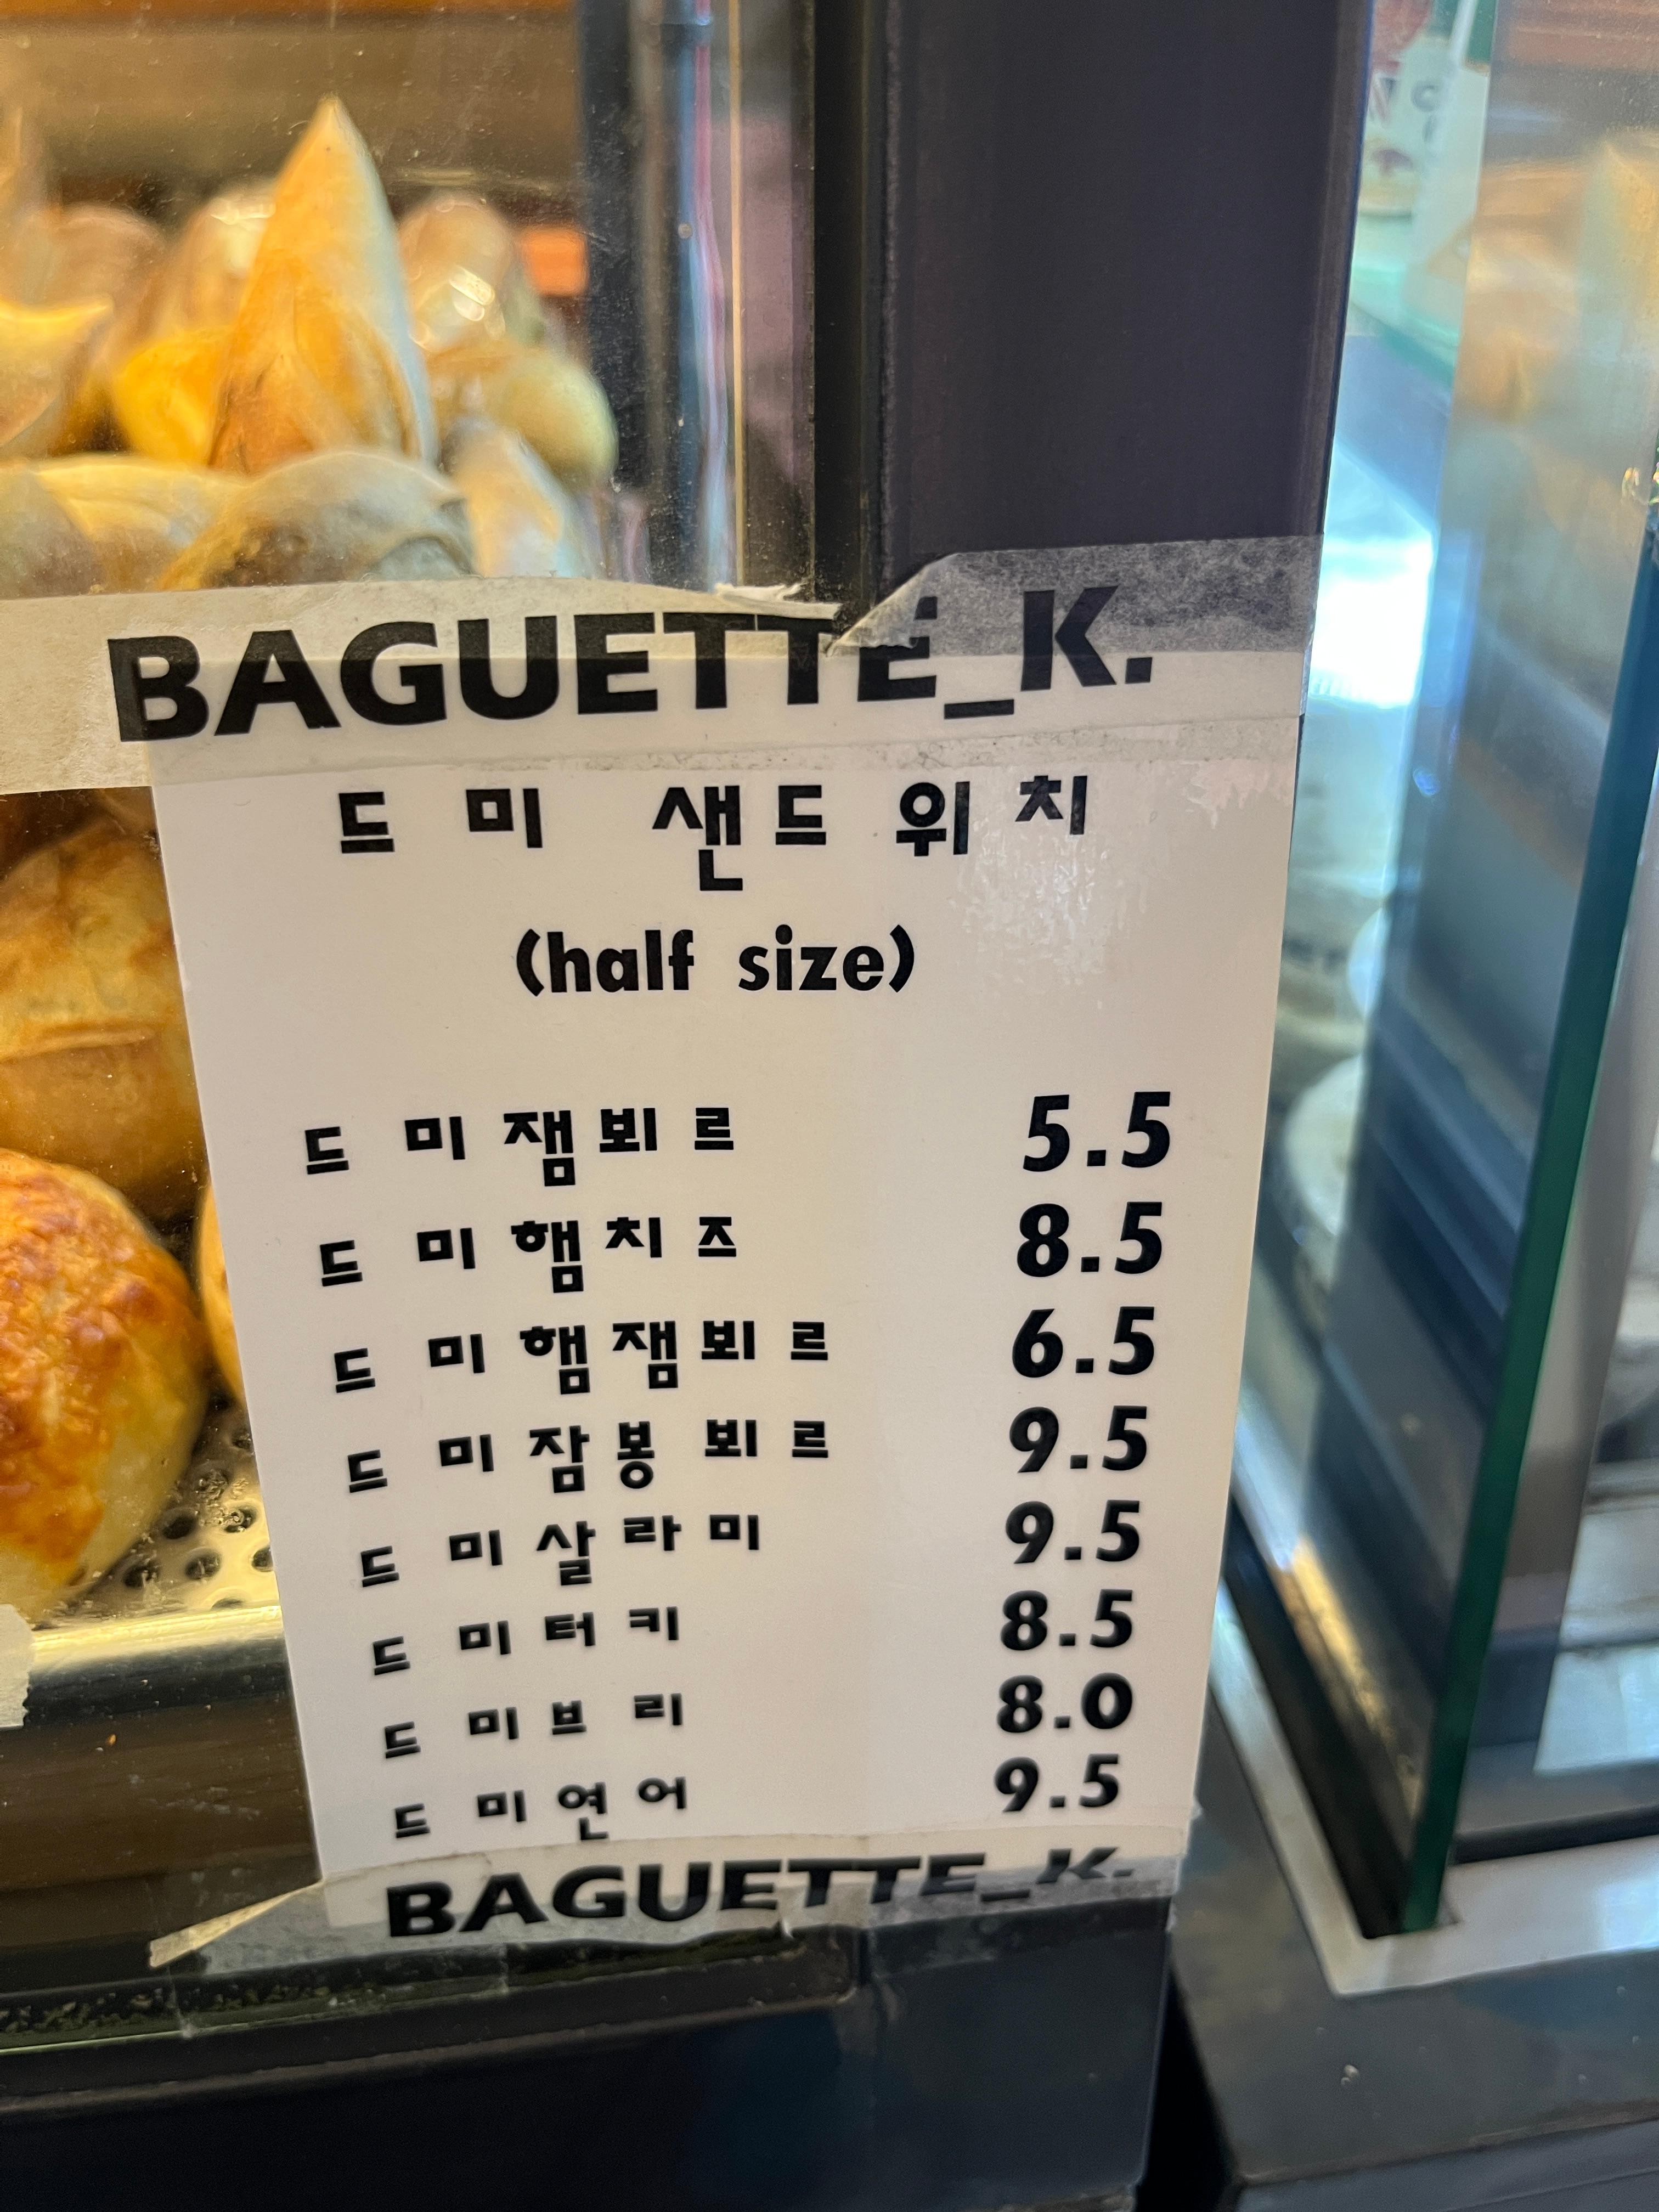 BAGUETTE_K.
드미 샌드위치
(half size)
드미잼뵈르 5.5
드미햄치즈 8.5
드미햄잼뵈르 6.5
드미잠봉뵈르 9.5
드미살라미 9.5
드미터키 8.5
드미브리 8.0
드미연어 9.5
BAGUETTE_K.